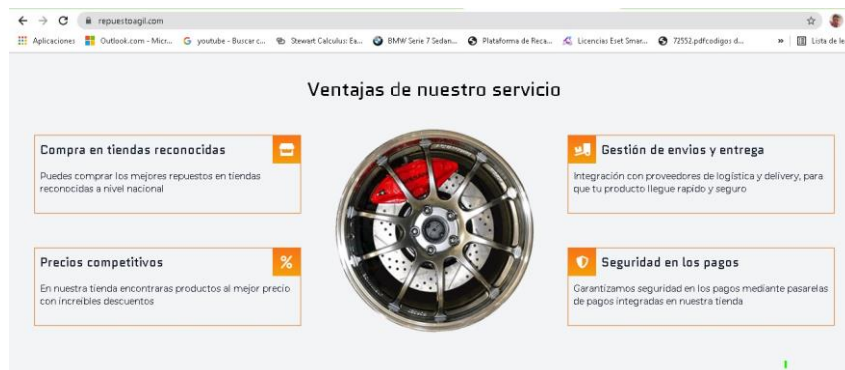 repuestoagil.com
Aplicaciones Outlook.com - Micr... youtube - Buscar c... Stewart Calculus: Ea... BMW Serie 7 Sedan... Plataforma de Reca... Licencias Eset Smar... 72552.pdfcodigos d... » Lista de le
Ventajas de nuestro servicio
Compra en tiendas reconocidas
Puedes comprar los mejores repuestos en tiendas
reconocidas a nivel nacional
Gestión de envios y entrega
Integración con proveedores de logística y delivery, para
que tu producto llegue rapido y seguro
Precios competitivos
%
En nuestra tienda encontraras productos al mejor precio
con increibles descuentos
Seguridad en los pagos
Garantizamos seguridad en los pagos mediante pasarelas
de pagos integradas en nuestra tienda